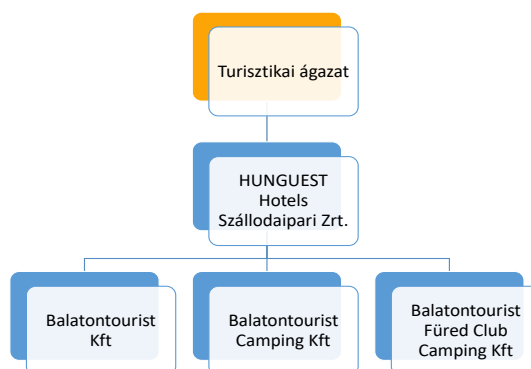 Turisztikai ágazat
HUNGUEST
Hotels
Szállodaipari Zrt.
Balatontourist
Kft
Balatontourist
Camping Kft
Balatontourist
Füred Club
Camping Kft